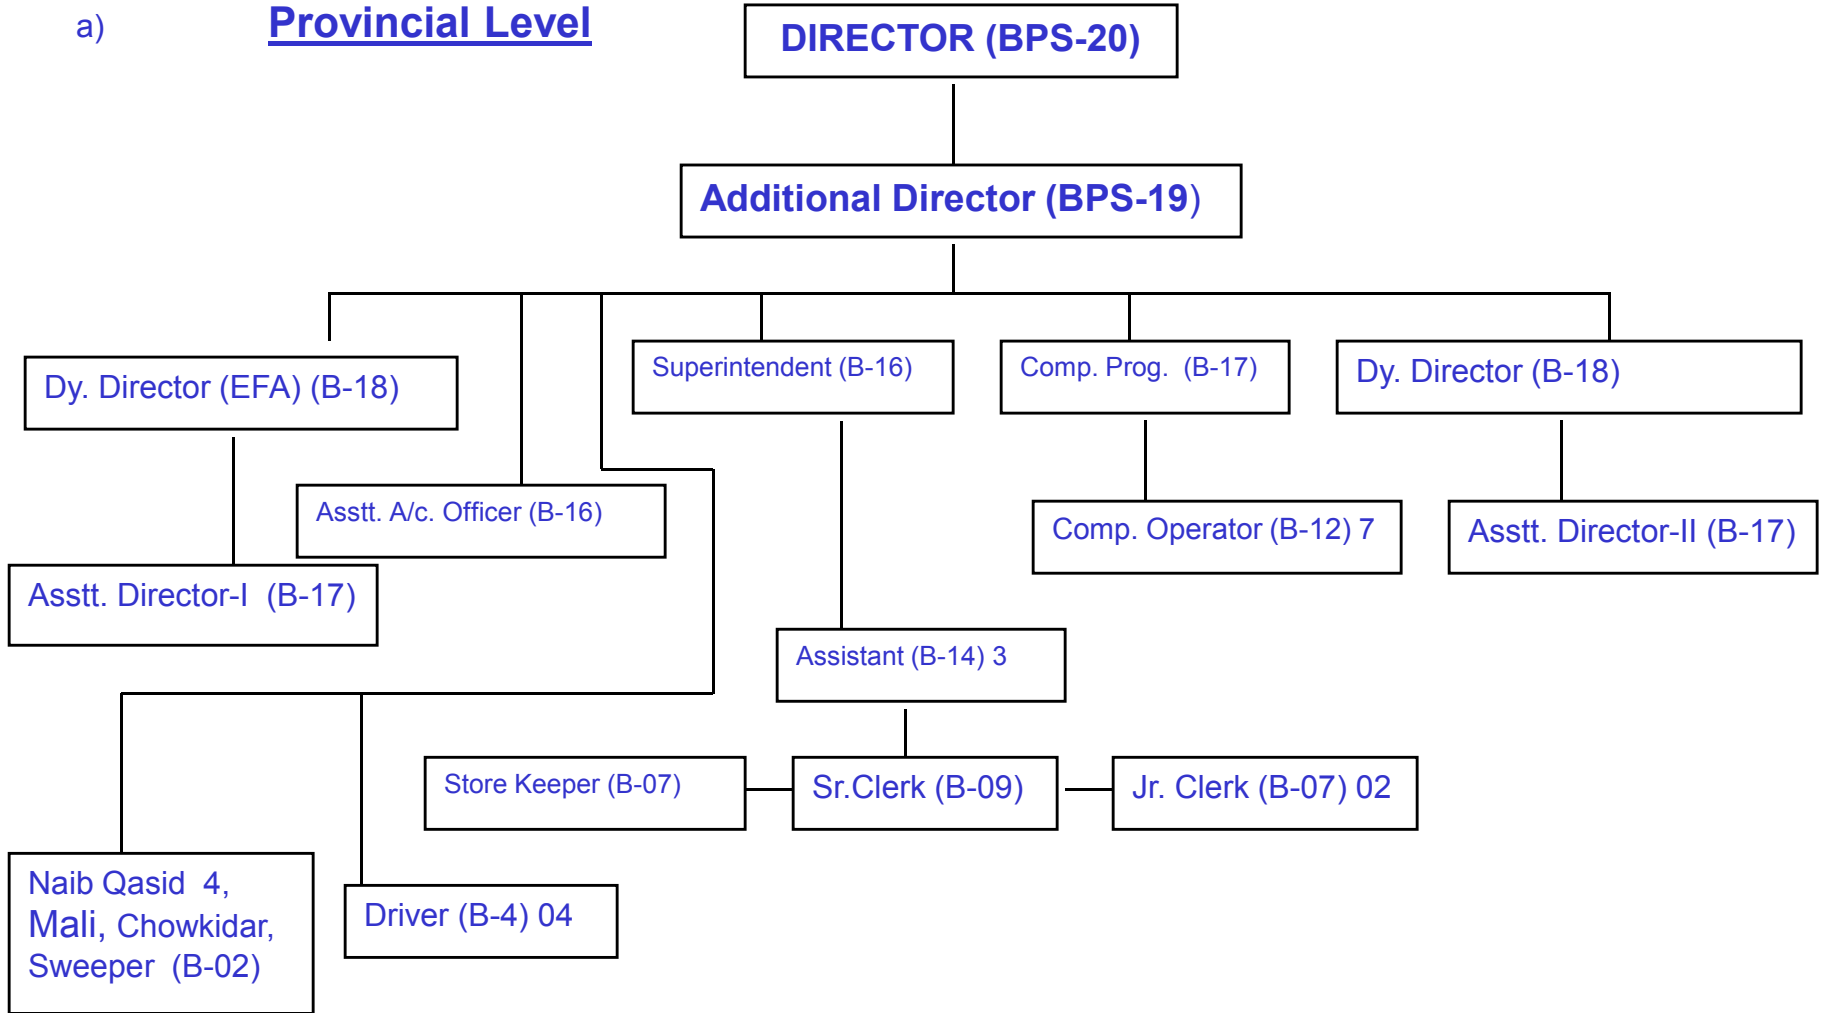 a) Provincial Level
DIRECTOR (BPS-20)
Additional Director (BPS-19)
Dy. Director (EFA) (B-18)
Superintendent (B-16)
Comp. Prog. (B-17)
Dy. Director (B-18)
Asstt. A/c. Officer (B-16)
Comp. Operator (B-12) 7
Asstt. Director-II (B-17)
Asstt. Director-I (B-17)
Assistant (B-14) 3
Store Keeper (B-07)
Sr.Clerk (B-09)
Jr. Clerk (B-07) 02
Naib Qasid 4,
Mali, Chowkidar,
Sweeper (B-02)
Driver (B-4) 04